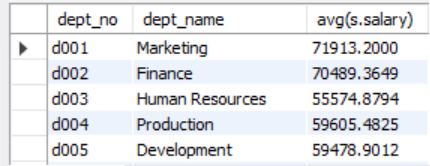 dept_no dept_name avg(s.salary)
d001 Marketing 71913.2000
d002 Finance 70489.3649
d003 Human Resources 55574.8794
d004 Production 59605.4825
d005 Development 59478.9012